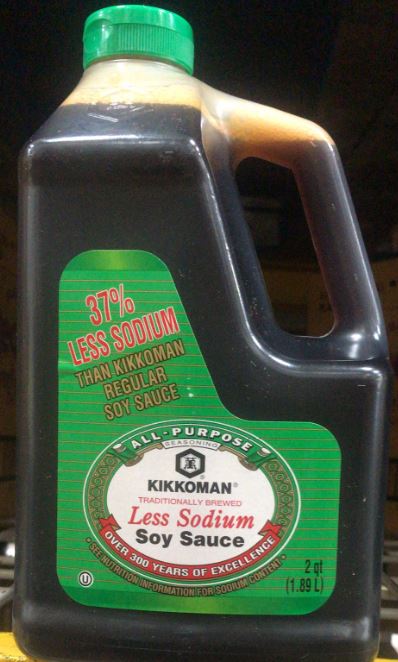 37%
LESS SODIUM
THAN KIKKOMAN
REGULAR
SOY SAUCE
ALL-PURPOSE
SEASONING
KIKKOMAN®
TRADITIONALLY BREWED
Less Sodium
Soy Sauce
OVER 300 YEARS OF EXCELLENCE
• SEE NUTRITION INFORMATION FOR SODIUM CONTENT •
U
2 qt
(1.89 L)